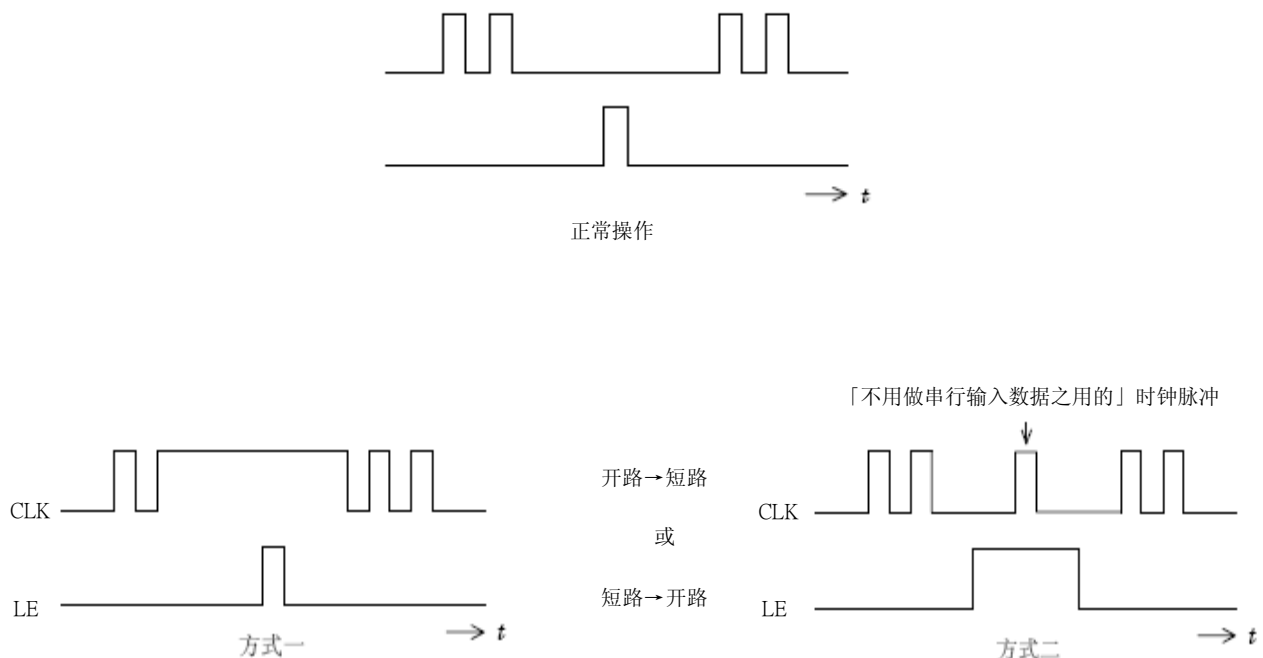 t
正常操作
「不用做串行输入数据之用的」时钟脉冲
CLK
LE
t
方式一
开路→短路
或
短路→开路
CLK
LE
t
方式二